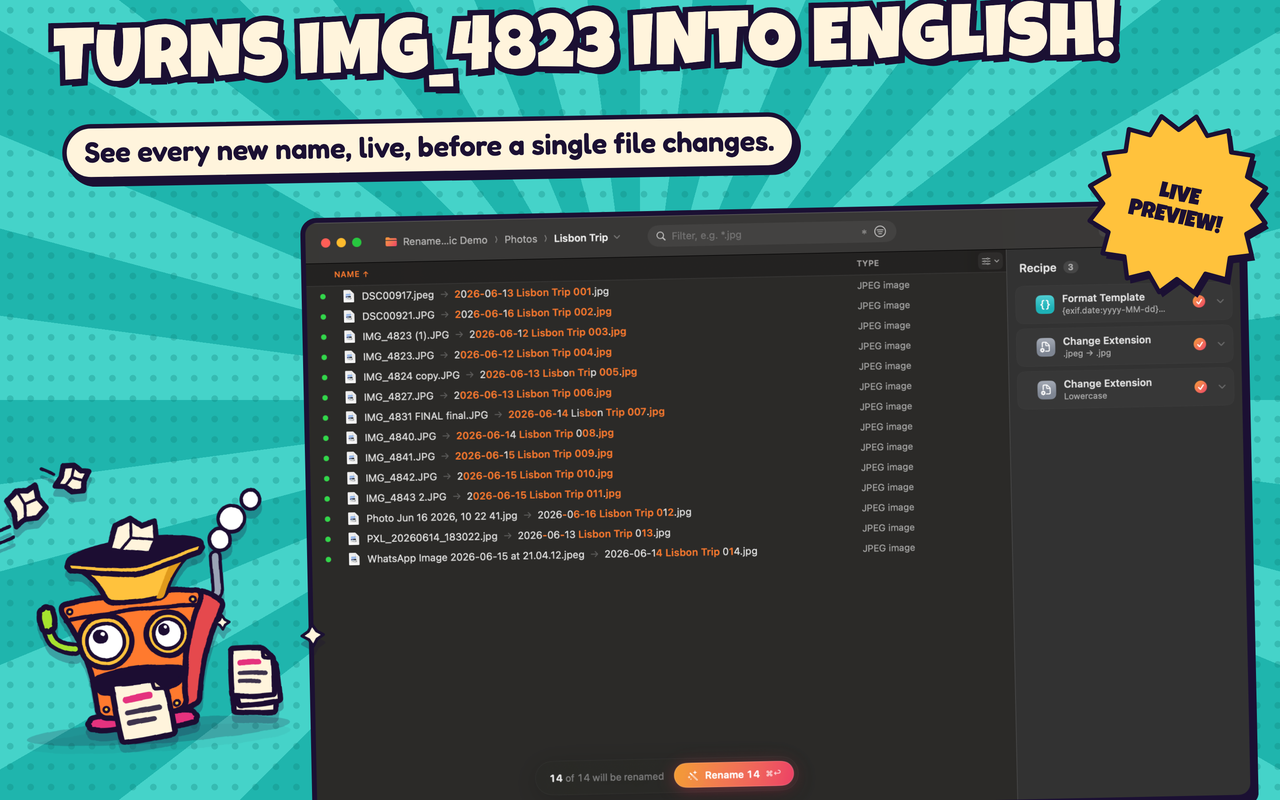 TURNS IMG_4823 INTO ENGLISH!
See every new name, live, before a single file changes.
LIVE
PREVIEW!
Rename...ic Demo › Photos › Lisbon Trip
Filter, e.g. *.jpg
NAME ↑ TYPE
DSC00917.jpeg → 2026-06-13 Lisbon Trip 001.jpg JPEG image
DSC00921.JPG → 2026-06-16 Lisbon Trip 002.jpg JPEG image
IMG_4823 (1).JPG → 2026-06-12 Lisbon Trip 003.jpg JPEG image
IMG_4823.JPG → 2026-06-12 Lisbon Trip 004.jpg JPEG image
IMG_4824 copy.JPG → 2026-06-13 Lisbon Trip 005.jpg JPEG image
IMG_4827.JPG → 2026-06-13 Lisbon Trip 006.jpg JPEG image
IMG_4831 FINAL final.JPG → 2026-06-14 Lisbon Trip 007.jpg JPEG image
IMG_4840.JPG → 2026-06-14 Lisbon Trip 008.jpg JPEG image
IMG_4841.JPG → 2026-06-15 Lisbon Trip 009.jpg JPEG image
IMG_4842.JPG → 2026-06-15 Lisbon Trip 010.jpg JPEG image
IMG_4843 2.JPG → 2026-06-15 Lisbon Trip 011.jpg JPEG image
Photo Jun 16 2026, 10 22 41.jpg → 2026-06-16 Lisbon Trip 012.jpg JPEG image
PXL_20260614_183022.jpg → 2026-06-13 Lisbon Trip 013.jpg JPEG image
WhatsApp Image 2026-06-15 at 21.04.12.jpeg → 2026-06-14 Lisbon Trip 014.jpg JPEG image
Recipe 3
{} Format Template
{exif.date:yyyy-MM-dd}...
Change Extension
.jpeg → .jpg
Change Extension
Lowercase
14 of 14 will be renamed
Rename 14 ⌘↩